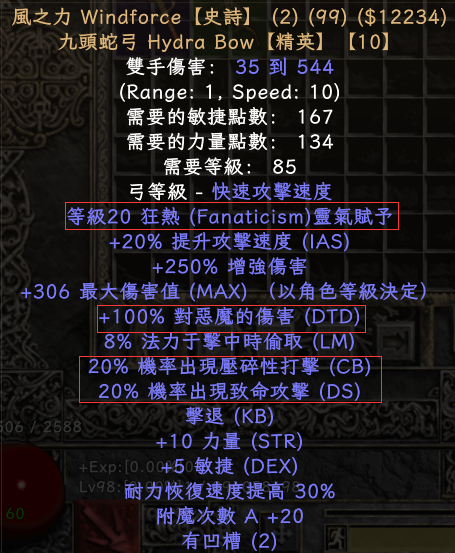 風之力 Windforce【史詩】 (2) (99) ($12234)
九頭蛇弓 Hydra Bow【精英】 【10】
雙手傷害： 35 到 544
(Range: 1, Speed: 10)
需要的敏捷點數： 167
需要的力量點數： 134
需要等級： 85
弓等級 - 快速攻擊速度
等級20 狂熱 (Fanaticism)靈氣賦予
+20% 提升攻擊速度 (IAS)
+250% 增強傷害
+306 最大傷害值 (MAX) （以角色等級決定）
+100% 對惡魔的傷害 (DTD)
8% 法力于擊中時偷取 (LM)
20% 機率出現壓碎性打擊 (CB)
20% 機率出現致命攻擊 (DS)
擊退 (KB)
506 / 2588
+10 力量 (STR)
+Exp:[0.00
+5 敏捷 (DEX)
Lv98:
耐力恢復速度提高 30%
60
附魔次數 A +20
有凹槽 (2)